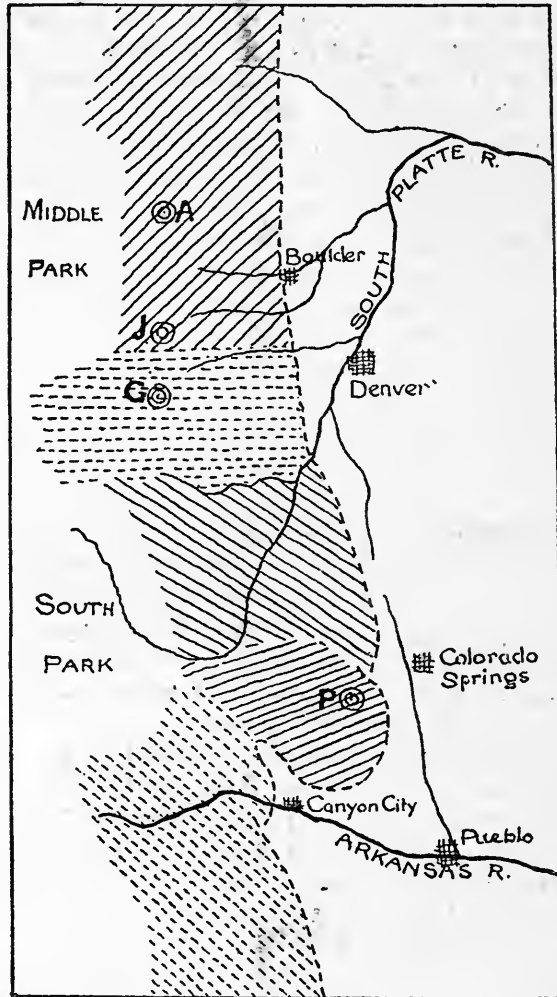 PLATTE R.
MIDDLE
A
PARK
Boulder
SOUTH
J
Denver
G
SOUTH
PARK
Colorado
Springs
P
Canyon City
Pueblo
ARKANSAS R.